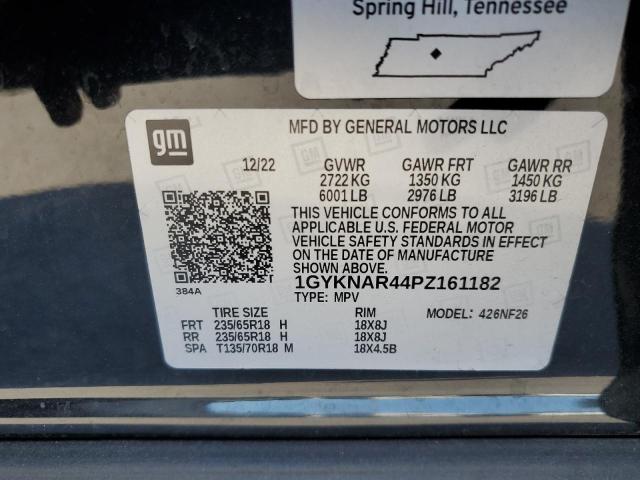 Spring Hill, Tennessee
gm
MFD BY GENERAL MOTORS LLC
12/22 GVWR GAWR FRT GAWR RR
2722 KG 1350 KG 1450 KG
6001 LB 2976 LB 3196 LB
THIS VEHICLE CONFORMS TO ALL
APPLICABLE U.S. FEDERAL MOTOR
VEHICLE SAFETY STANDARDS IN EFFECT
ON THE DATE OF MANUFACTURE
SHOWN ABOVE.
1GYKNAR44PZ161182
384A
TYPE: MPV
TIRE SIZE RIM MODEL: 426NF26
FRT 235/65R18 H 18X8J
RR 235/65R18 H 18X8J
SPA T135/70R18 M 18X4.5B